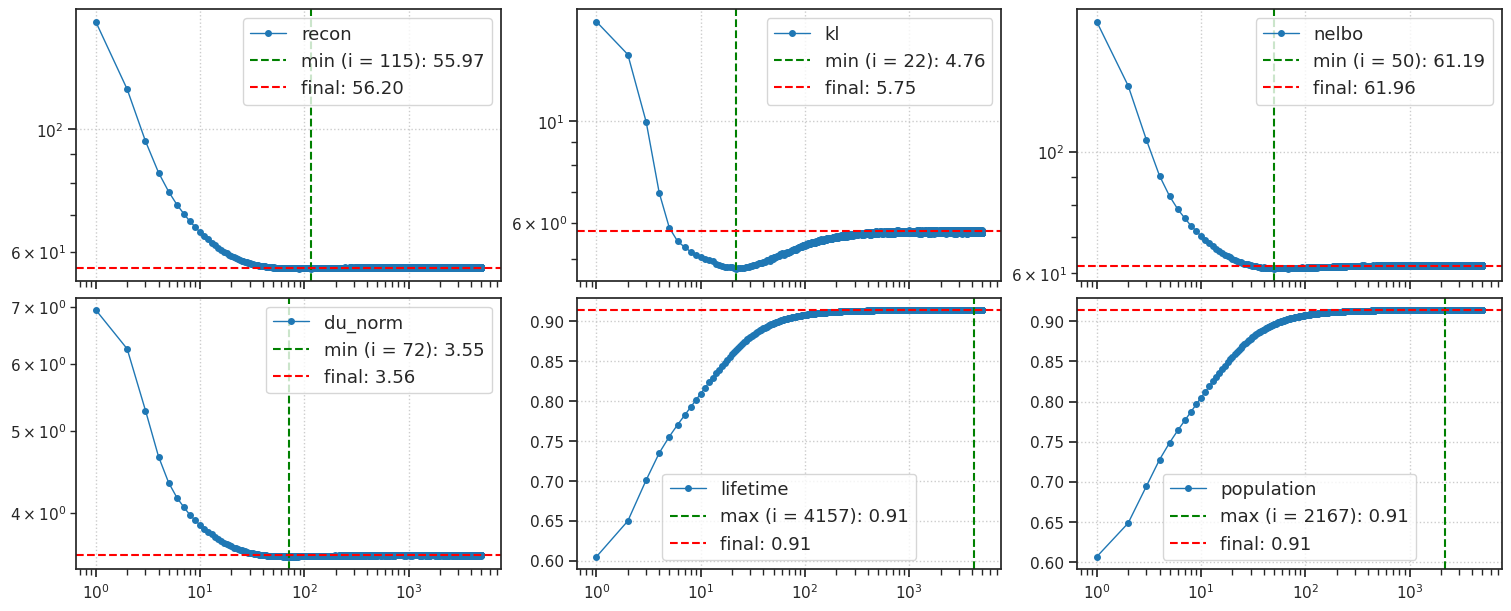 recon
min (i = 115): 55.97
final: 56.20
10²
6 × 10¹
kl
min (i = 22): 4.76
final: 5.75
10¹
6 × 10⁰
nelbo
min (i = 50): 61.19
final: 61.96
10²
6 × 10¹
du_norm
min (i = 72): 3.55
final: 3.56
7 × 10⁰
6 × 10⁰
5 × 10⁰
4 × 10⁰
10⁰ 10¹ 10² 10³
lifetime
max (i = 4157): 0.91
final: 0.91
0.90
0.85
0.80
0.75
0.70
0.65
0.60
10⁰ 10¹ 10² 10³
population
max (i = 2167): 0.91
final: 0.91
0.90
0.85
0.80
0.75
0.70
0.65
0.60
10⁰ 10¹ 10² 10³